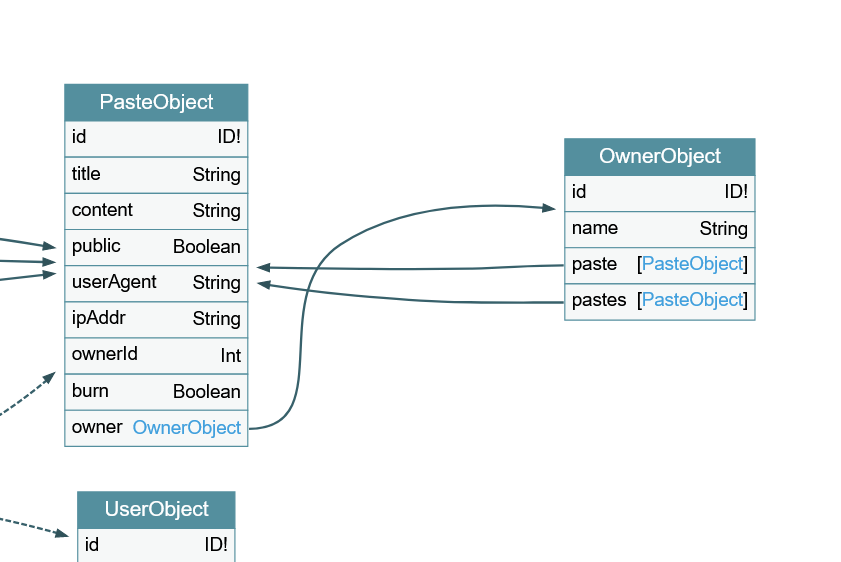 PasteObject
id ID!
title String
content String
public Boolean
userAgent String
ipAddr String
ownerId Int
burn Boolean
owner OwnerObject
OwnerObject
id ID!
name String
paste [PasteObject]
pastes [PasteObject]
UserObject
id ID!